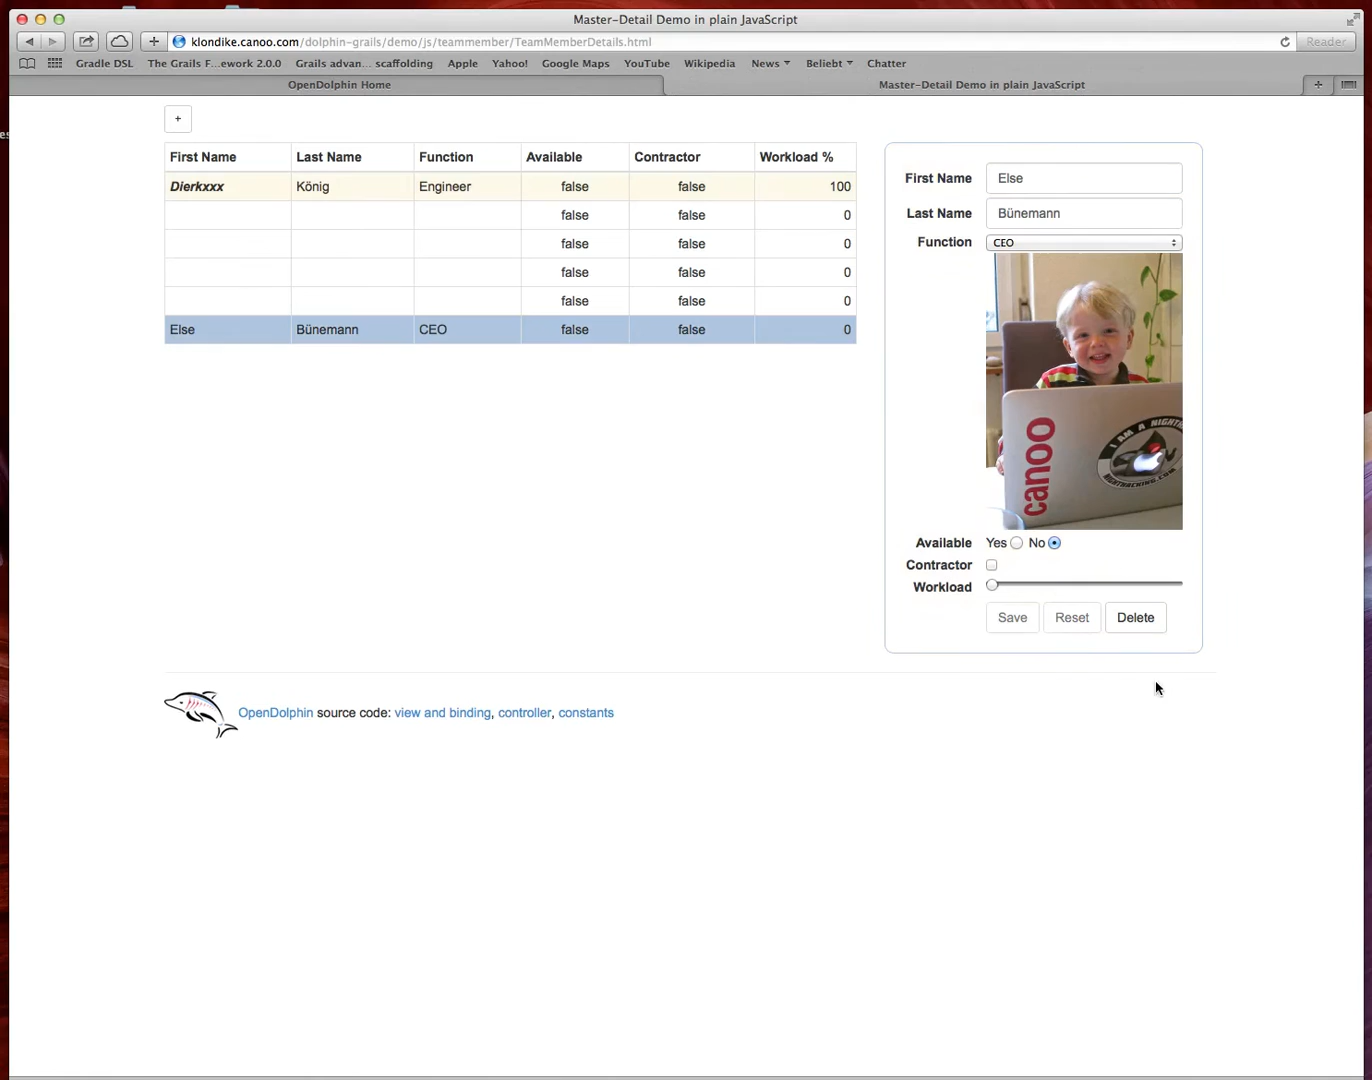 Master-Detail Demo in plain JavaScript
klondike.canoo.com/dolphin-grails/demo/js/teammember/TeamMemberDetails.html
Reader
Gradle DSL The Grails F...ework 2.0.0 Grails advan... scaffolding Apple Yahoo! Google Maps YouTube Wikipedia News Beliebt Chatter
OpenDolphin Home
Master-Detail Demo in plain JavaScript
+
First Name Last Name Function Available Contractor Workload %
Dierkxxx König Engineer false false 100
false false 0
false false 0
false false 0
false false 0
Else Bünemann CEO false false 0
First Name Else
Last Name Bünemann
Function CEO
canoo
I AM A NIGHTH
NIGHTHACKING.COM
Available Yes No
Contractor
Workload
Save Reset Delete
OpenDolphin source code: view and binding, controller, constants